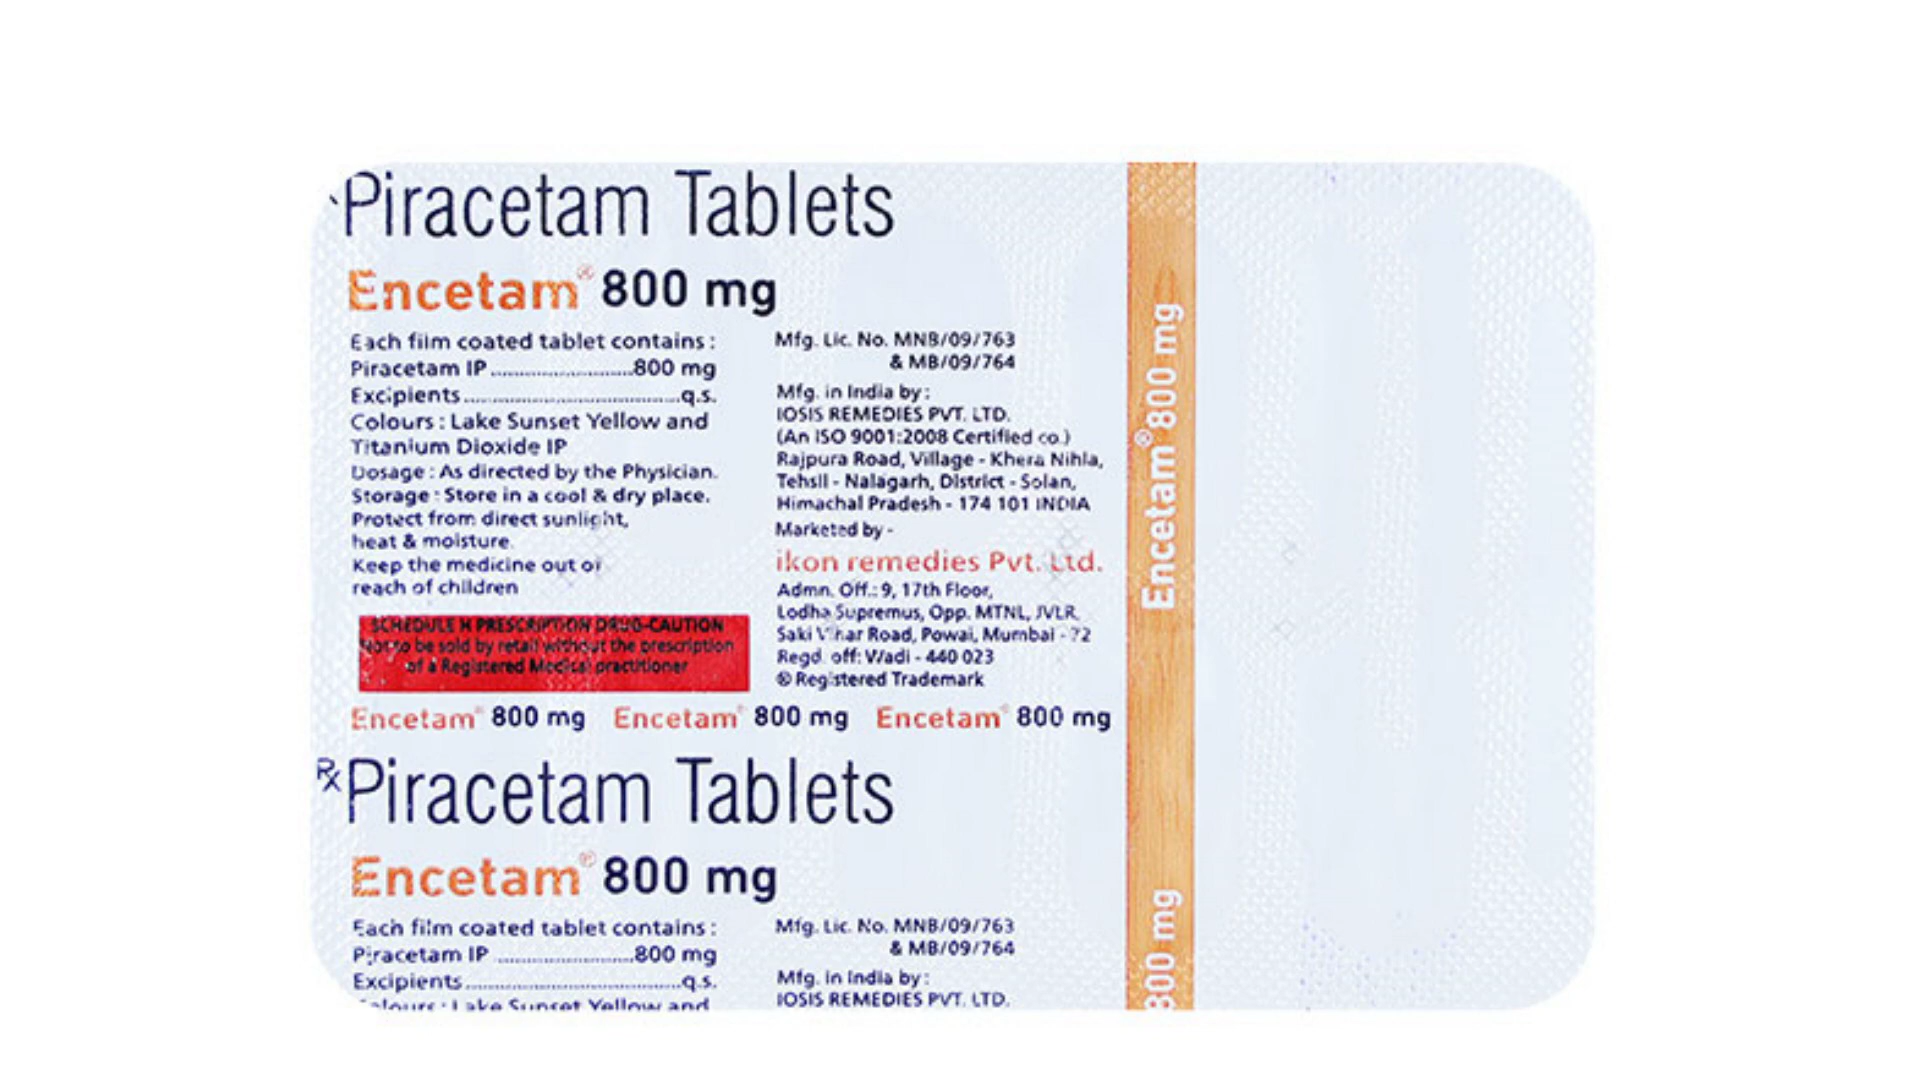 Piracetam Tablets
Encetam® 800 mg
Each film coated tablet contains :
Piracetam IP ..........................800 mg
Excipients........................................q.s.
Colours : Lake Sunset Yellow and
Titanium Dioxide IP
Dosage : As directed by the Physician.
Storage : Store in a cool & dry place.
Protect from direct sunlight,
heat & moisture.
Keep the medicine out of
reach of children
SCHEDULE H PRESCRIPTION DRUG-CAUTION
Not to be sold by retail without the prescription
of a Registered Medical practitioner
Mfg. Lic. No. MNB/09/763
& MB/09/764
Mfg. in India by :
IOSIS REMEDIES PVT. LTD.
(An ISO 9001:2008 Certified co.)
Rajpura Road, Village - Khera Nihla,
Tehsil - Nalagarh, District - Solan,
Himachal Pradesh - 174 101 INDIA
Marketed by -
ikon remedies Pvt. Ltd.
Admn. Off.: 9, 17th Floor,
Lodha Supremus, Opp. MTNL, JVLR,
Saki Vihar Road, Powai, Mumbai - 72
Regd. off: Wadi - 440 023
® Registered Trademark
Encetam® 800 mg Encetam® 800 mg Encetam® 800 mg
Rx Piracetam Tablets
Encetam® 800 mg
Each film coated tablet contains :
Piracetam IP ..........................800 mg
Excipients........................................q.s.
Colours : Lake Sunset Yellow and
Mfg. Lic. No. MNB/09/763
& MB/09/764
Mfg. in India by :
IOSIS REMEDIES PVT. LTD.
Encetam® 800 mg
800 mg